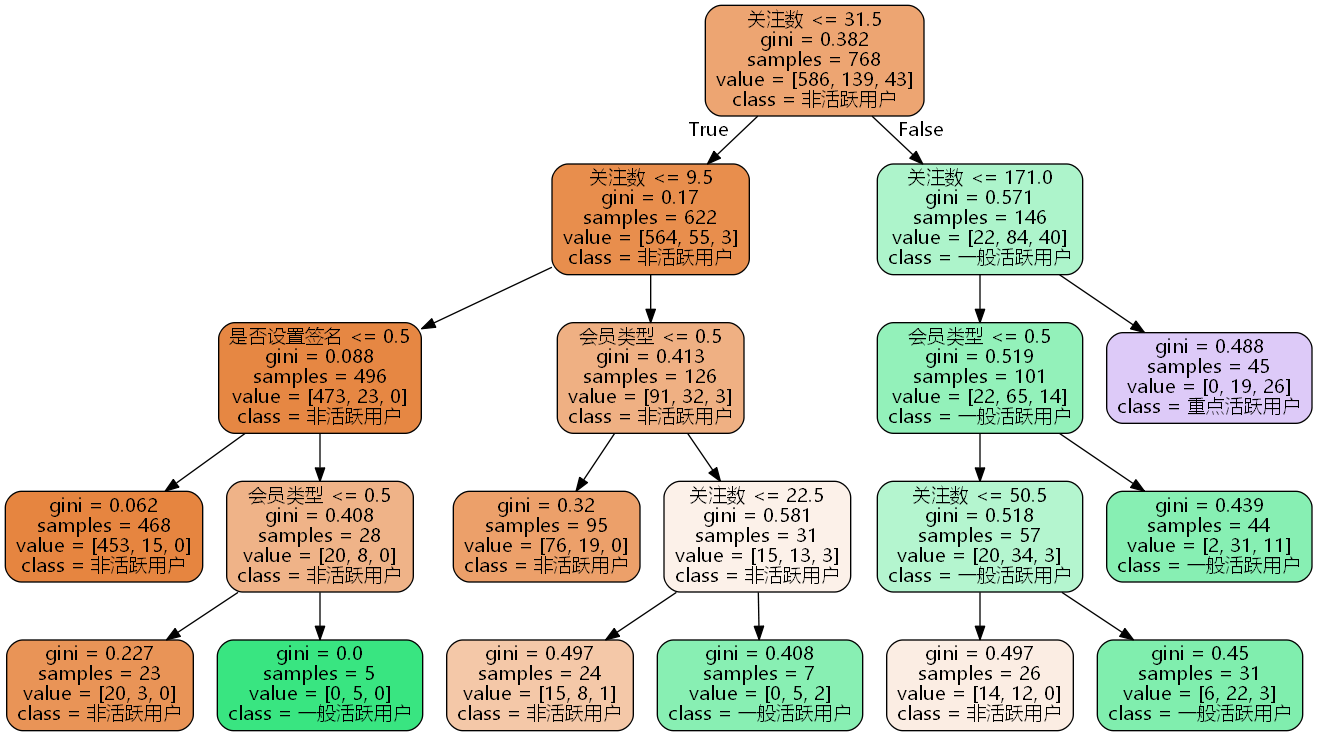 关注数 <= 31.5
gini = 0.382
samples = 768
value = [586, 139, 43]
class = 非活跃用户
True
False
关注数 <= 9.5
gini = 0.17
samples = 622
value = [564, 55, 3]
class = 非活跃用户
关注数 <= 171.0
gini = 0.571
samples = 146
value = [22, 84, 40]
class = 一般活跃用户
是否设置签名 <= 0.5
gini = 0.088
samples = 496
value = [473, 23, 0]
class = 非活跃用户
会员类型 <= 0.5
gini = 0.413
samples = 126
value = [91, 32, 3]
class = 非活跃用户
会员类型 <= 0.5
gini = 0.519
samples = 101
value = [22, 65, 14]
class = 一般活跃用户
gini = 0.488
samples = 45
value = [0, 19, 26]
class = 重点活跃用户
gini = 0.062
samples = 468
value = [453, 15, 0]
class = 非活跃用户
会员类型 <= 0.5
gini = 0.408
samples = 28
value = [20, 8, 0]
class = 非活跃用户
gini = 0.32
samples = 95
value = [76, 19, 0]
class = 非活跃用户
关注数 <= 22.5
gini = 0.581
samples = 31
value = [15, 13, 3]
class = 非活跃用户
关注数 <= 50.5
gini = 0.518
samples = 57
value = [20, 34, 3]
class = 一般活跃用户
gini = 0.439
samples = 44
value = [2, 31, 11]
class = 一般活跃用户
gini = 0.227
samples = 23
value = [20, 3, 0]
class = 非活跃用户
gini = 0.0
samples = 5
value = [0, 5, 0]
class = 一般活跃用户
gini = 0.497
samples = 24
value = [15, 8, 1]
class = 非活跃用户
gini = 0.408
samples = 7
value = [0, 5, 2]
class = 一般活跃用户
gini = 0.497
samples = 26
value = [14, 12, 0]
class = 非活跃用户
gini = 0.45
samples = 31
value = [6, 22, 3]
class = 一般活跃用户